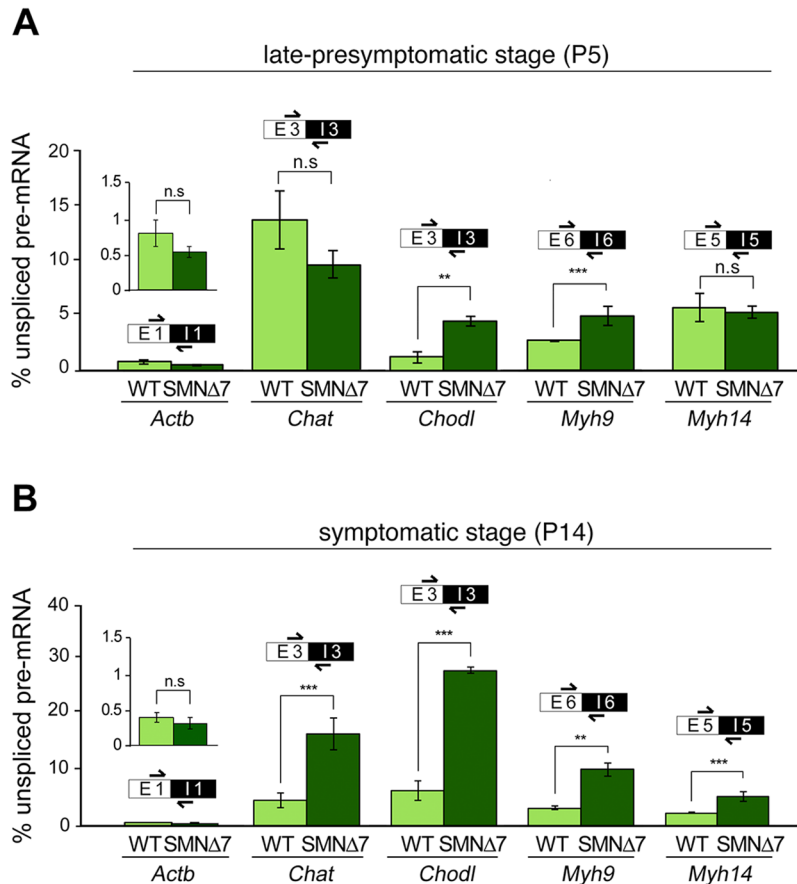 A
late-presymptomatic stage (P5)
% unspliced pre-mRNA
20
15
10
5
0
1.5
1
0.5
0
n.s
E 1 I 1
E 3 I 3
n.s
E 3 I 3
**
E 6 I 6
***
E 5 I 5
n.s
WT SMNΔ7 WT SMNΔ7 WT SMNΔ7 WT SMNΔ7 WT SMNΔ7
Actb Chat Chodl Myh9 Myh14
B
symptomatic stage (P14)
% unspliced pre-mRNA
40
30
20
10
0
1.5
1
0.5
0
n.s
E 1 I 1
E 3 I 3
***
E 3 I 3
***
E 6 I 6
**
E 5 I 5
***
WT SMNΔ7 WT SMNΔ7 WT SMNΔ7 WT SMNΔ7 WT SMNΔ7
Actb Chat Chodl Myh9 Myh14